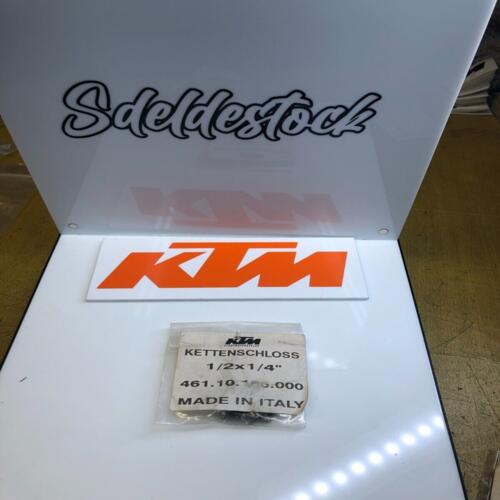 Sdeldestock
KTM
KTM
KETTENSCHLOSS
1/2x1/4"
MADE IN ITALY